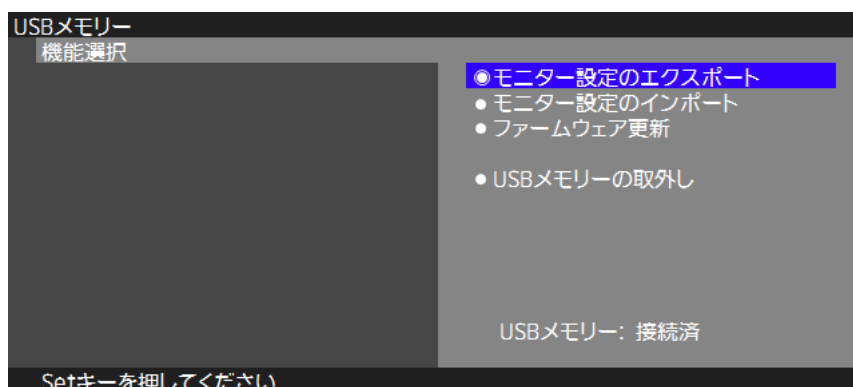 USBメモリー
機能選択
モニター設定のエクスポート
モニター設定のインポート
ファームウェア更新
USBメモリーの取外し
USBメモリー: 接続済
Setキーを押してください